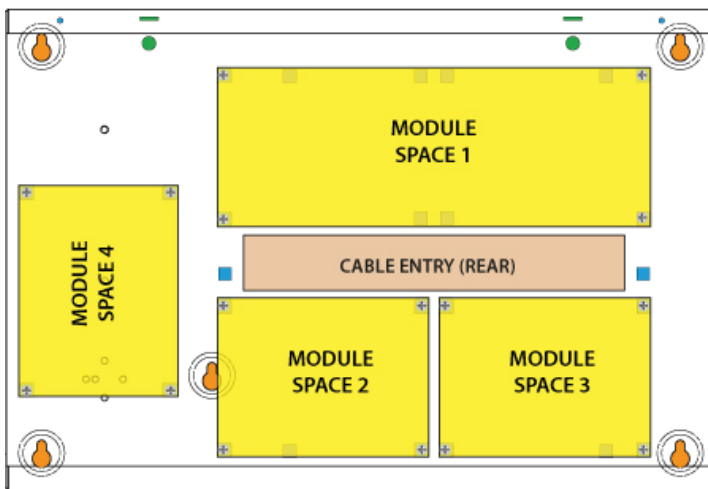 MODULE
SPACE 1
MODULE
SPACE 4
CABLE ENTRY (REAR)
MODULE
SPACE 2
MODULE
SPACE 3